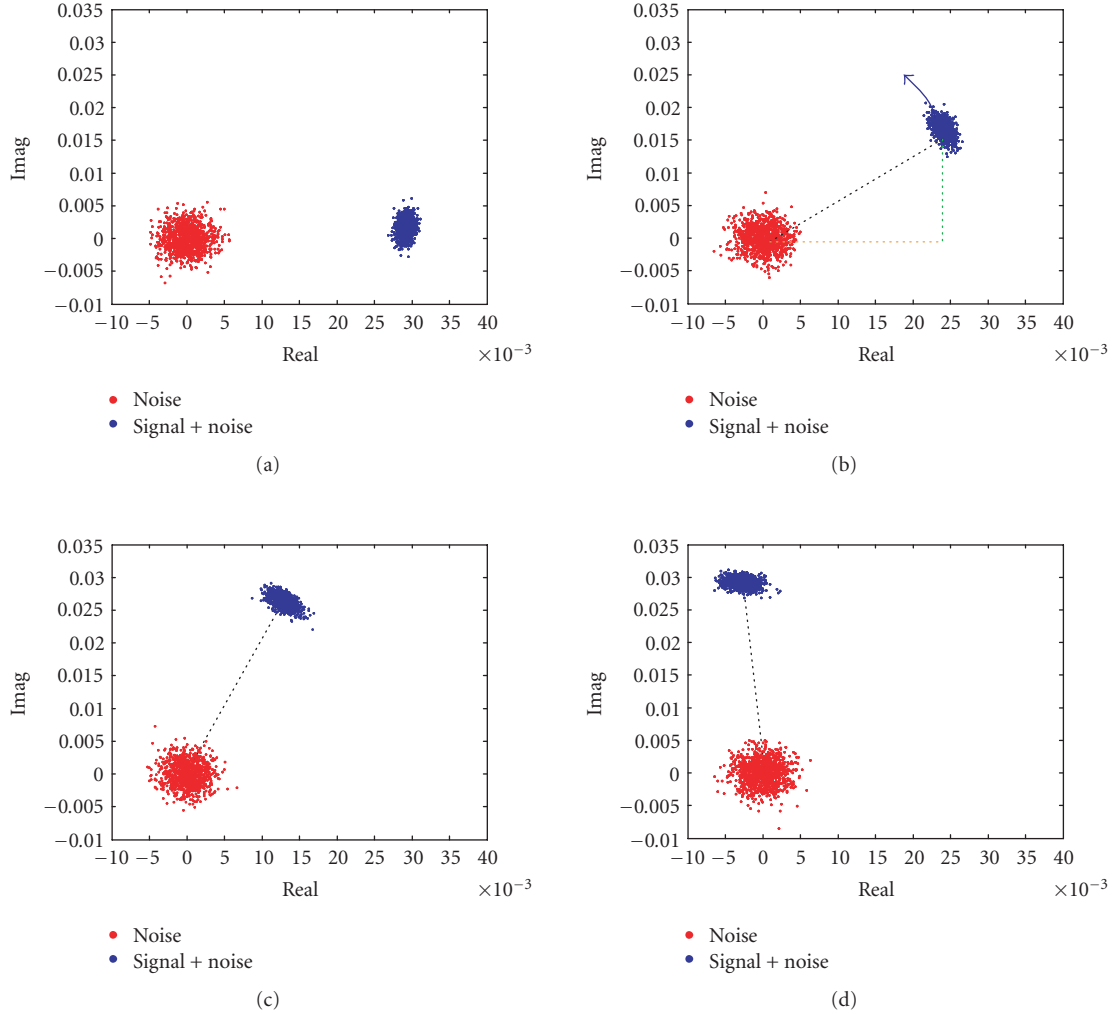 0.035 0.035
0.03 0.03
0.025 0.025
0.02 0.02
0.015 0.015
Imag Imag
0.01 0.01
0.005 0.005
0 0
−0.005 −0.005
−0.01 −0.01
−10 −5 0 5 10 15 20 25 30 35 40 −10 −5 0 5 10 15 20 25 30 35 40
Real ×10−3 Real ×10−3
Noise Noise
Signal + noise Signal + noise
(a) (b)
0.035 0.035
0.03 0.03
0.025 0.025
0.02 0.02
0.015 0.015
Imag Imag
0.01 0.01
0.005 0.005
0 0
−0.005 −0.005
−0.01 −0.01
−10 −5 0 5 10 15 20 25 30 35 40 −10 −5 0 5 10 15 20 25 30 35 40
Real ×10−3 Real ×10−3
Noise Noise
Signal + noise Signal + noise
(c) (d)